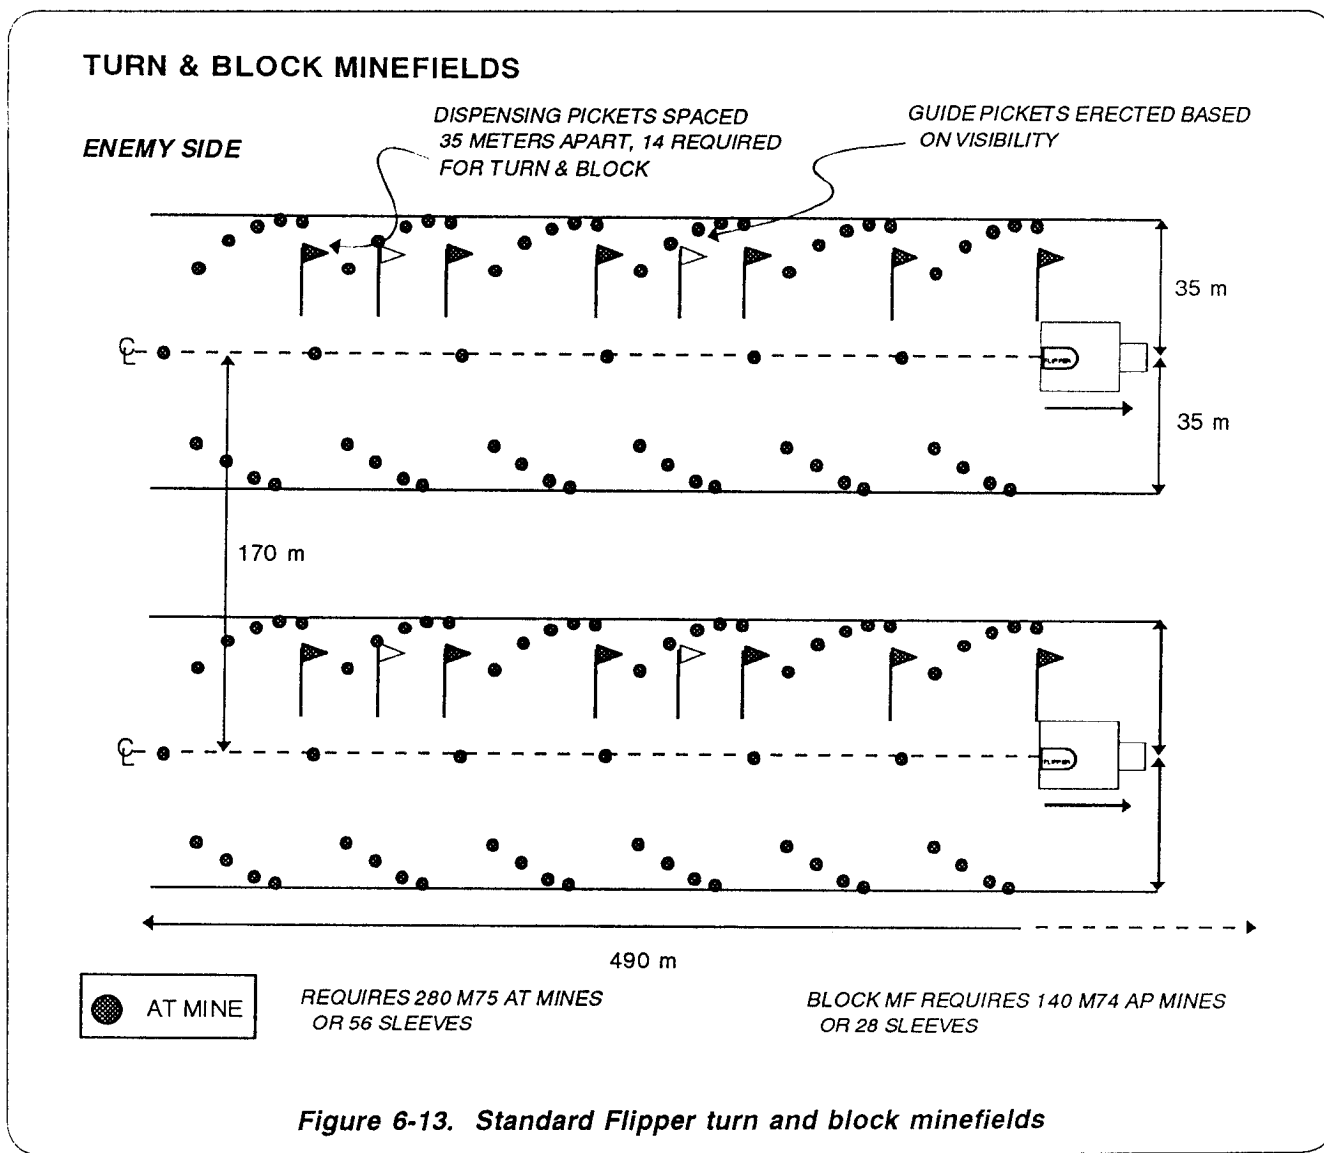 TURN & BLOCK MINEFIELDS
DISPENSING PICKETS SPACED
35 METERS APART, 14 REQUIRED
FOR TURN & BLOCK
GUIDE PICKETS ERECTED BASED
ON VISIBILITY
ENEMY SIDE
35 m
℄
FLIPPER
35 m
170 m
℄
FLIPPER
490 m
AT MINE
REQUIRES 280 M75 AT MINES
OR 56 SLEEVES
BLOCK MF REQUIRES 140 M74 AP MINES
OR 28 SLEEVES
Figure 6-13. Standard Flipper turn and block minefields